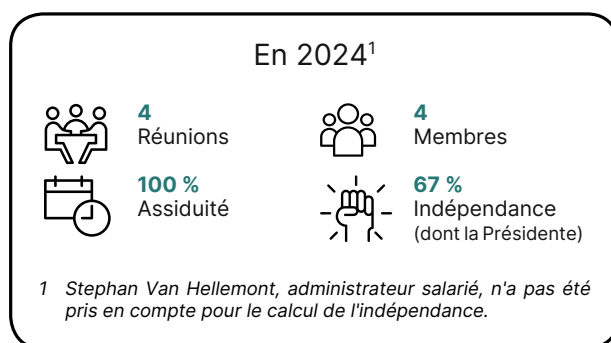 En 2024¹
4
Réunions
4
Membres
100 %
Assiduité
67 %
Indépendance
(dont la Présidente)
1 Stephan Van Hellemont, administrateur salarié, n'a pas été
pris en compte pour le calcul de l'indépendance.